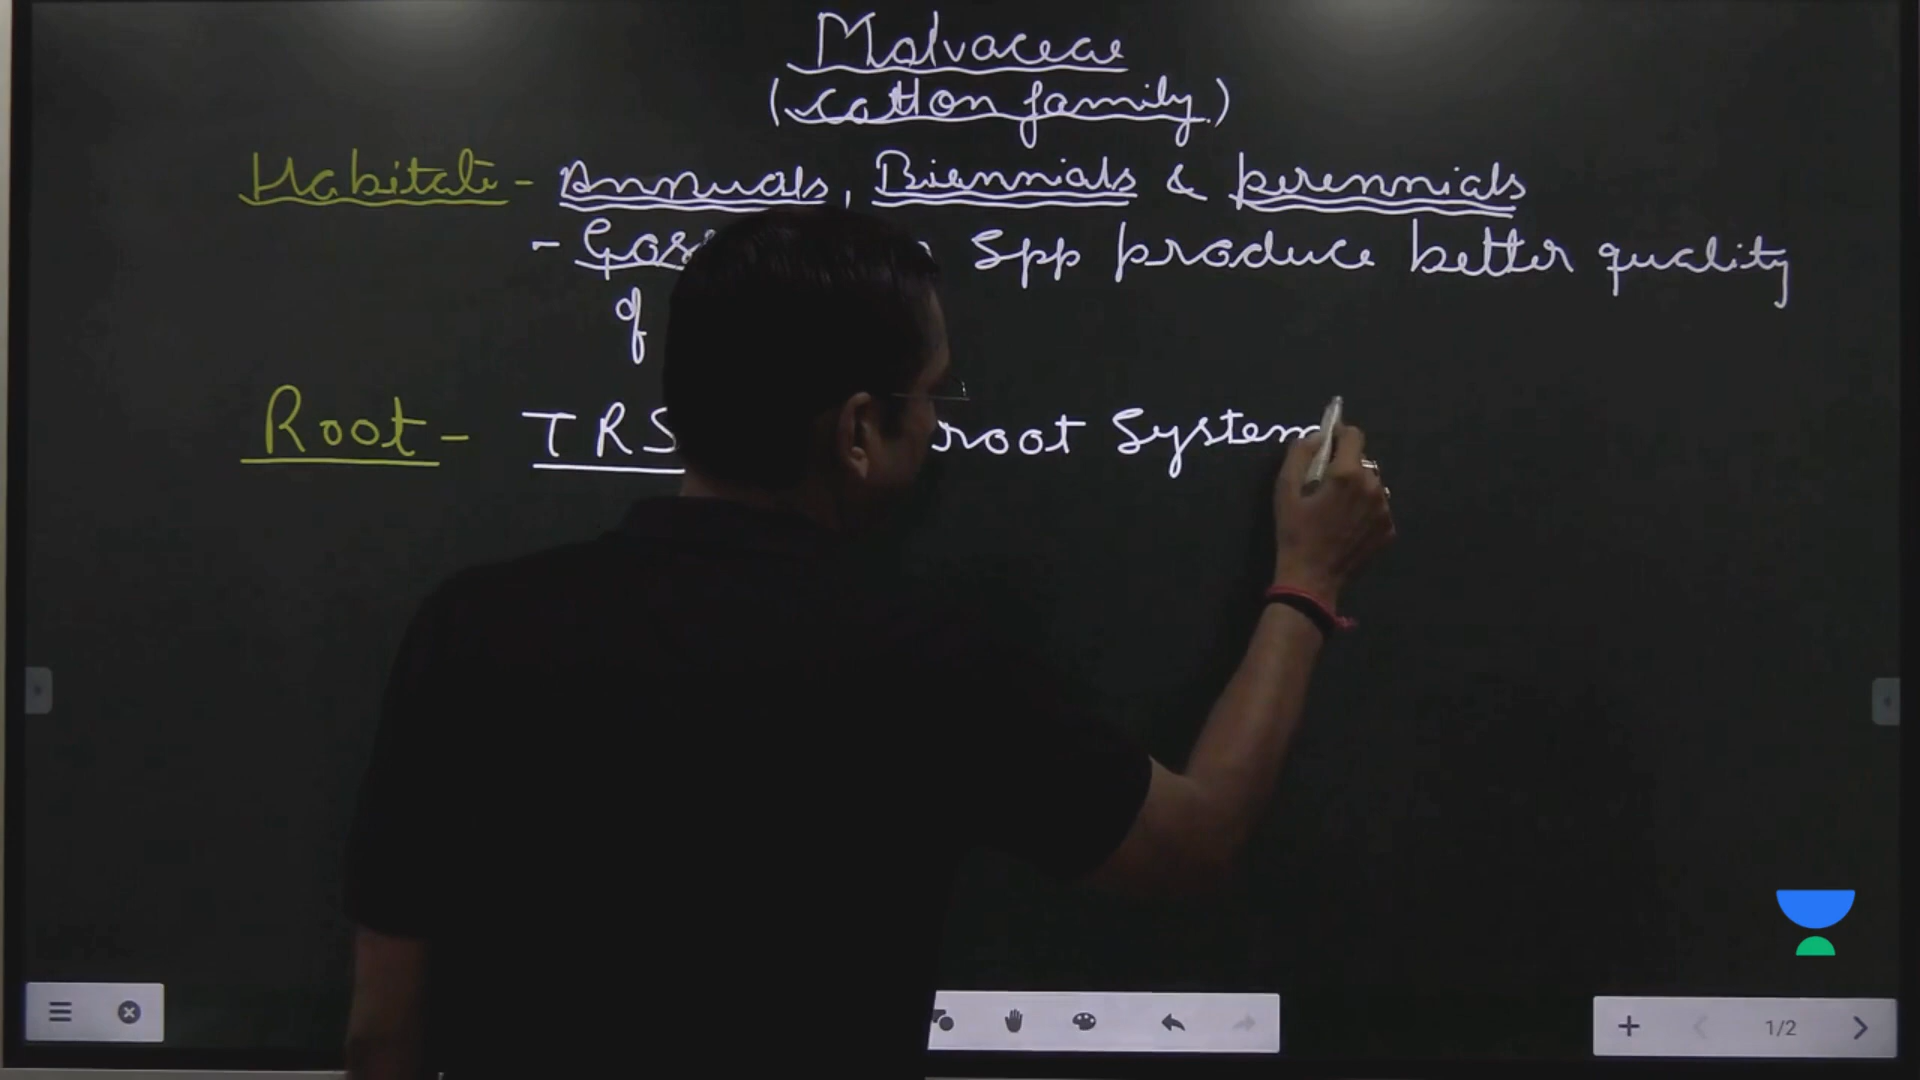 Malvaceae
(cotton family)
Habitat - Annuals, Biennials & perennials
- Spp produce better quality
of
Root - TRS root System
1/2